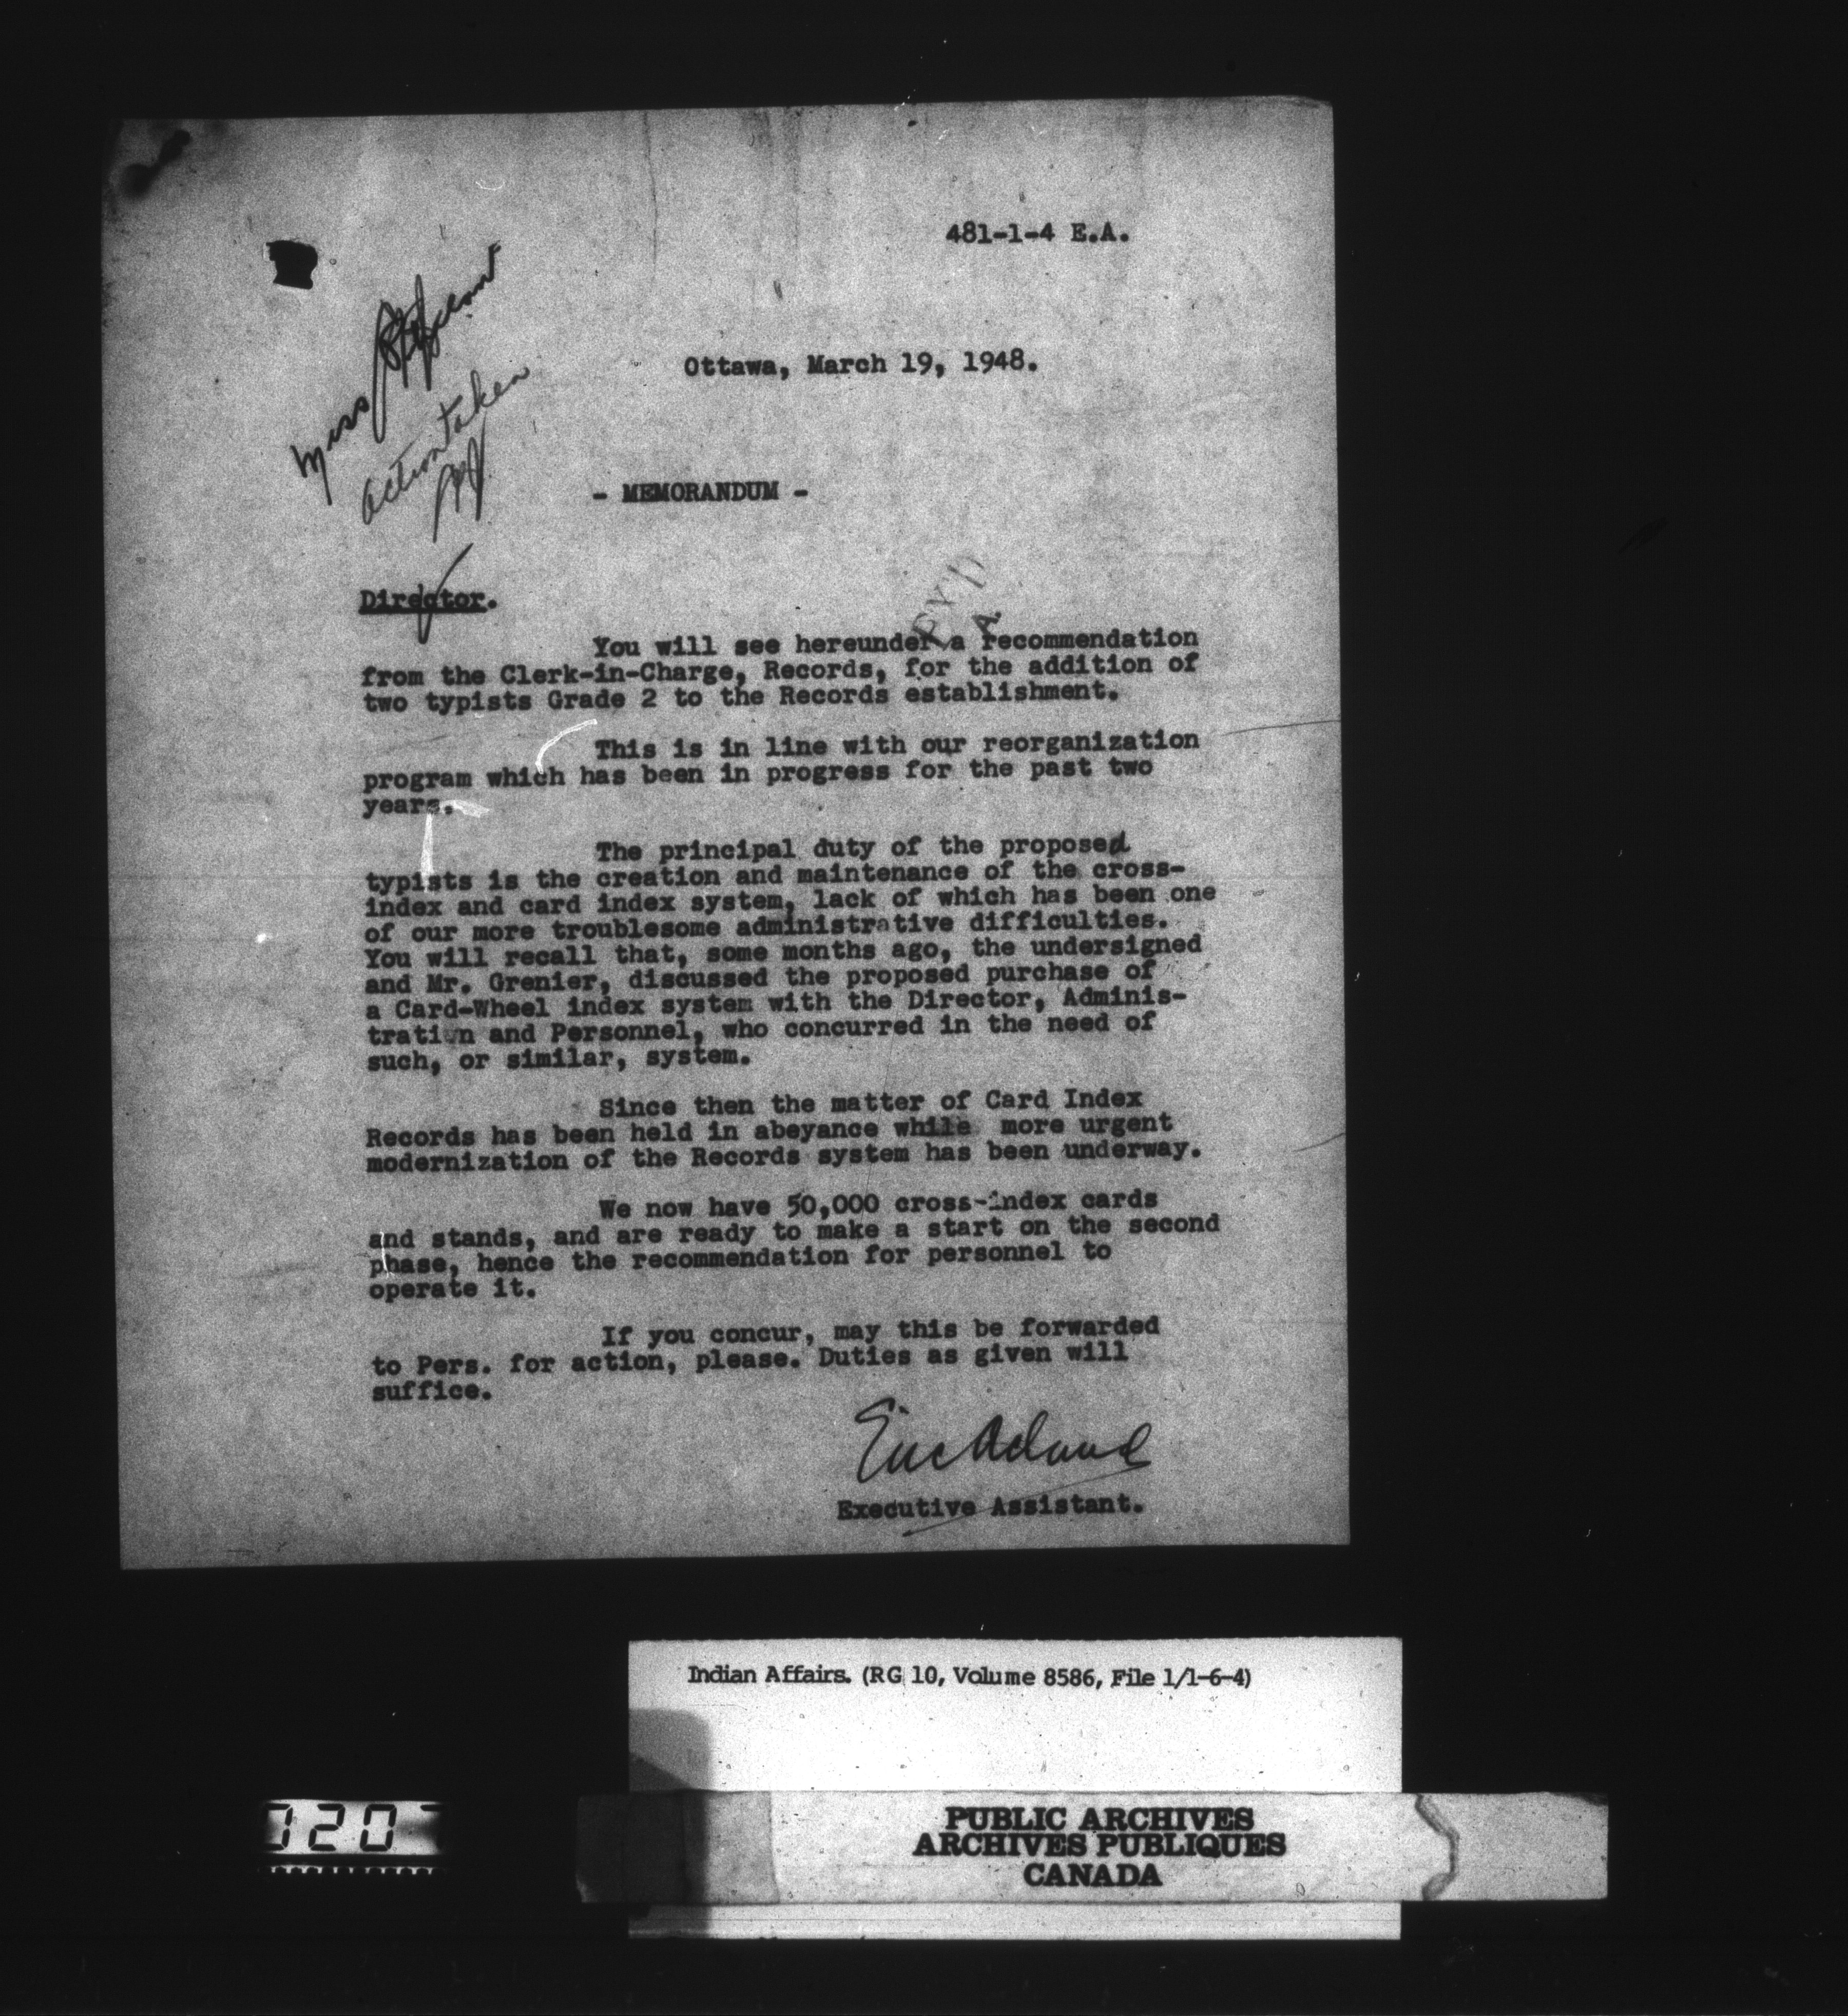 481-1-4 E.A.
Miss
Action taken
Ottawa, March 19, 1948.
- MEMORANDUM -
Director.
You will see hereunder a recommendation
from the Clerk-in-Charge, Records, for the addition of
two typists Grade 2 to the Records establishment.
This is in line with our reorganization
program which has been in progress for the past two
years.
The principal duty of the proposed
typists is the creation and maintenance of the cross-
index and card index system, lack of which has been one
of our more troublesome administrative difficulties.
You will recall that, some months ago, the undersigned
and Mr. Grenier, discussed the proposed purchase of
a Card-Wheel index system with the Director, Adminis-
tration and Personnel, who concurred in the need of
such, or similar, system.
Since then the matter of Card Index
Records has been held in abeyance while more urgent
modernization of the Records system has been underway.
We now have 50,000 cross-index cards
and stands, and are ready to make a start on the second
phase, hence the recommendation for personnel to
operate it.
If you concur, may this be forwarded
to Pers. for action, please. Duties as given will
suffice.
Eric Acland
Executive Assistant.
Indian Affairs. (RG 10, Volume 8586, File 1/1-6-4)
PUBLIC ARCHIVES
ARCHIVES PUBLIQUES
CANADA